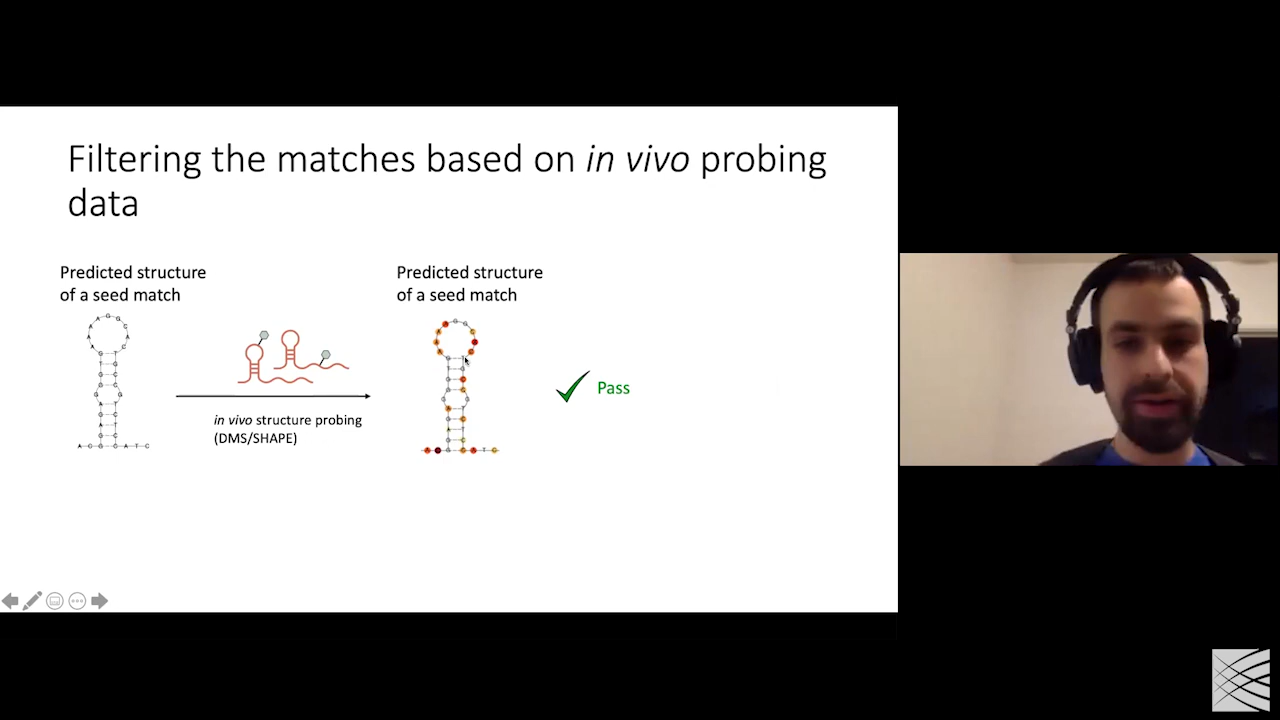 Filtering the matches based on in vivo probing
data
Predicted structure
of a seed match
Predicted structure
of a seed match
Pass
in vivo structure probing
(DMS/SHAPE)